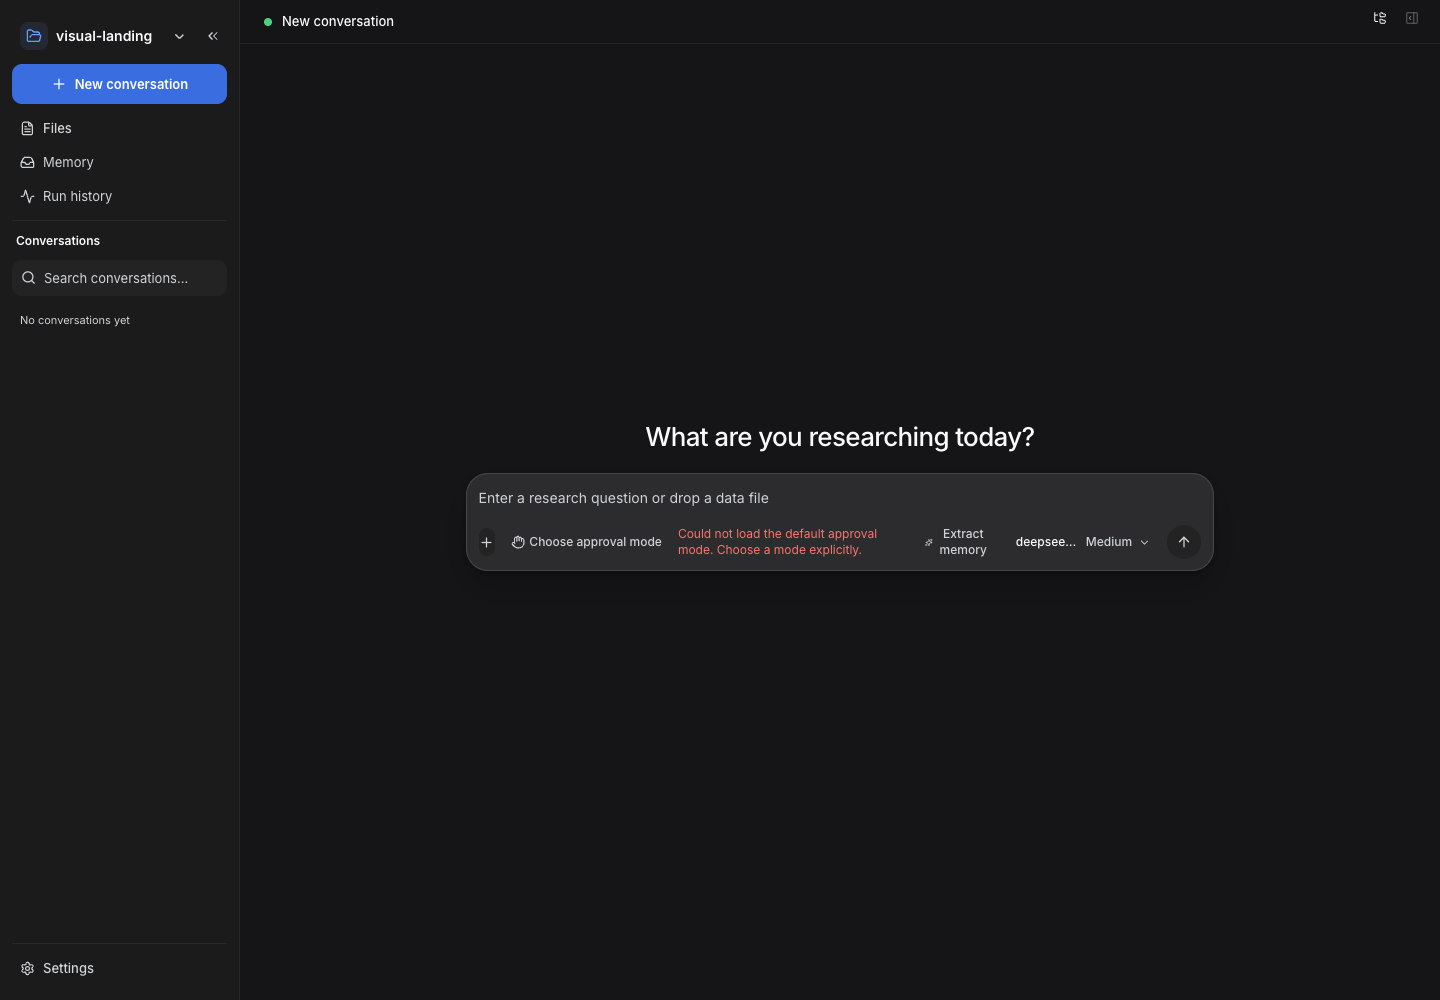 visual-landing
New conversation
Files
Memory
Run history
Conversations
Search conversations...
No conversations yet
Settings
New conversation
What are you researching today?
Enter a research question or drop a data file
Choose approval mode
Could not load the default approval
mode. Choose a mode explicitly.
Extract
memory
deepsee...
Medium